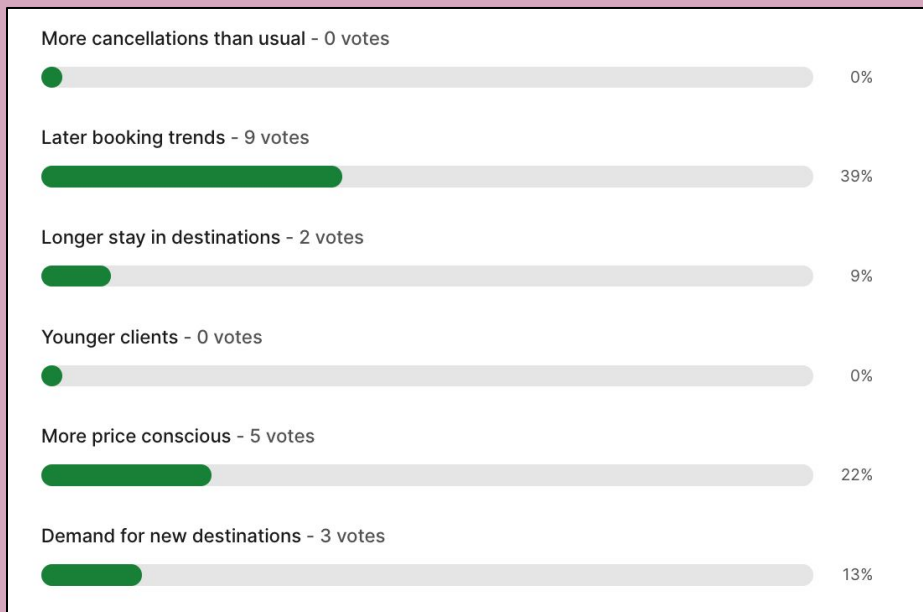 More cancellations than usual - 0 votes
0%
Later booking trends - 9 votes
39%
Longer stay in destinations - 2 votes
9%
Younger clients - 0 votes
0%
More price conscious - 5 votes
22%
Demand for new destinations - 3 votes
13%